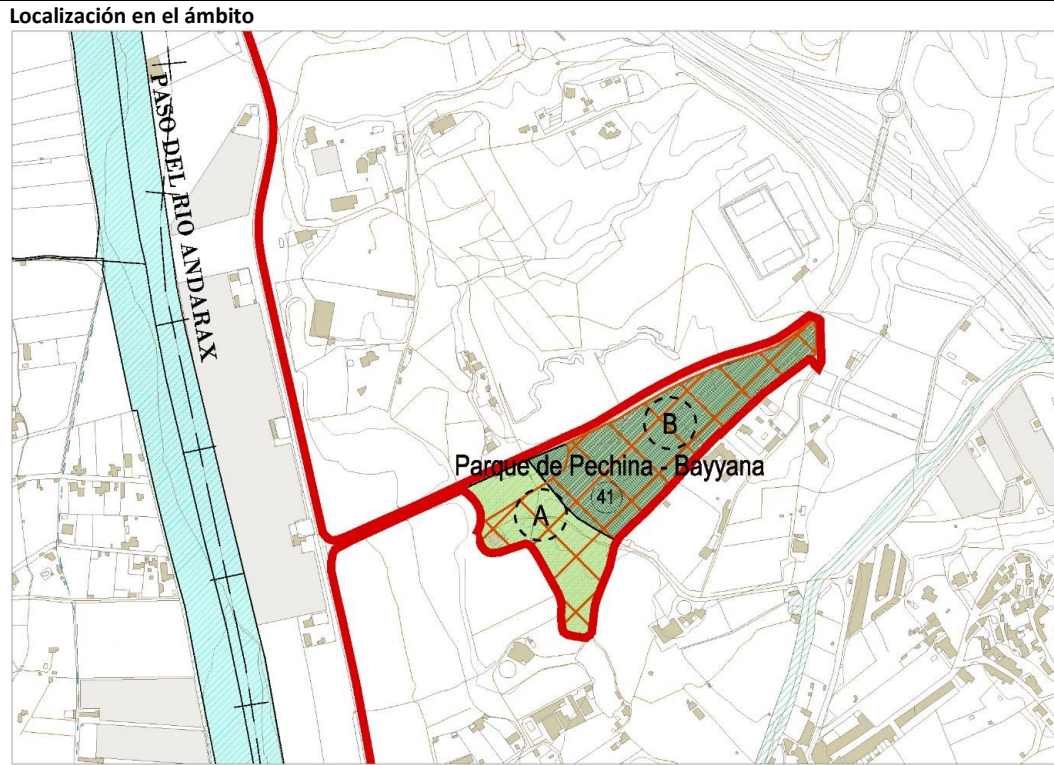 Localización en el ámbito
PASO DEL RIO ANDARAX
B
Parque de Pechina - Bayyana
41
A